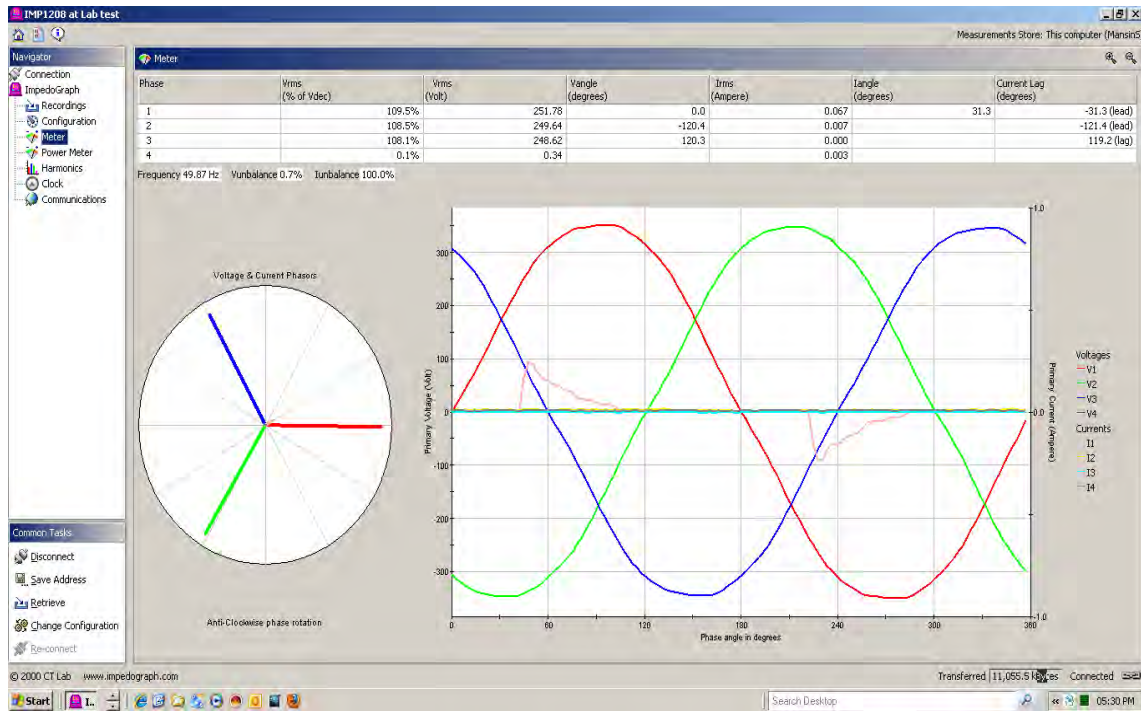 IMP1208 at Lab test
Measurements Store: This computer (MansinS
Navigator
Connection
ImpedoGraph
Recordings
Configuration
Meter
Power Meter
Harmonics
Clock
Communications
Meter
Phase Vrms (% of Vdec) Vrms (Volt) Vangle (degrees) Irms (Ampere) Iangle (degrees) Current Lag (degrees)
1 109.5% 251.78 0.0 0.067 31.3 -31.3 (lead)
2 108.5% 249.64 -120.4 0.007 -121.4 (lead)
3 108.1% 248.62 120.3 0.000 119.2 (lag)
4 0.1% 0.34 0.003
Frequency 49.87 Hz Vunbalance 0.7% Iunbalance 100.0%
Voltage & Current Phasors
Anti-Clockwise phase rotation
Primary Voltage (Volt)
300
200
100
0
-100
-200
-300
0 60 120 180 240 300 360
Phase angle in degrees
1.0
0.0
-1.0
Primary Current (Ampere)
Voltages
V1
V2
V3
V4
Currents
I1
I2
I3
I4
Common Tasks
Disconnect
Save Address
Retrieve
Change Configuration
Re-connect
© 2000 CT Lab www.impedograph.com
Transferred 11,055.5 Connected
Start I.. Search Desktop 05:30 PM